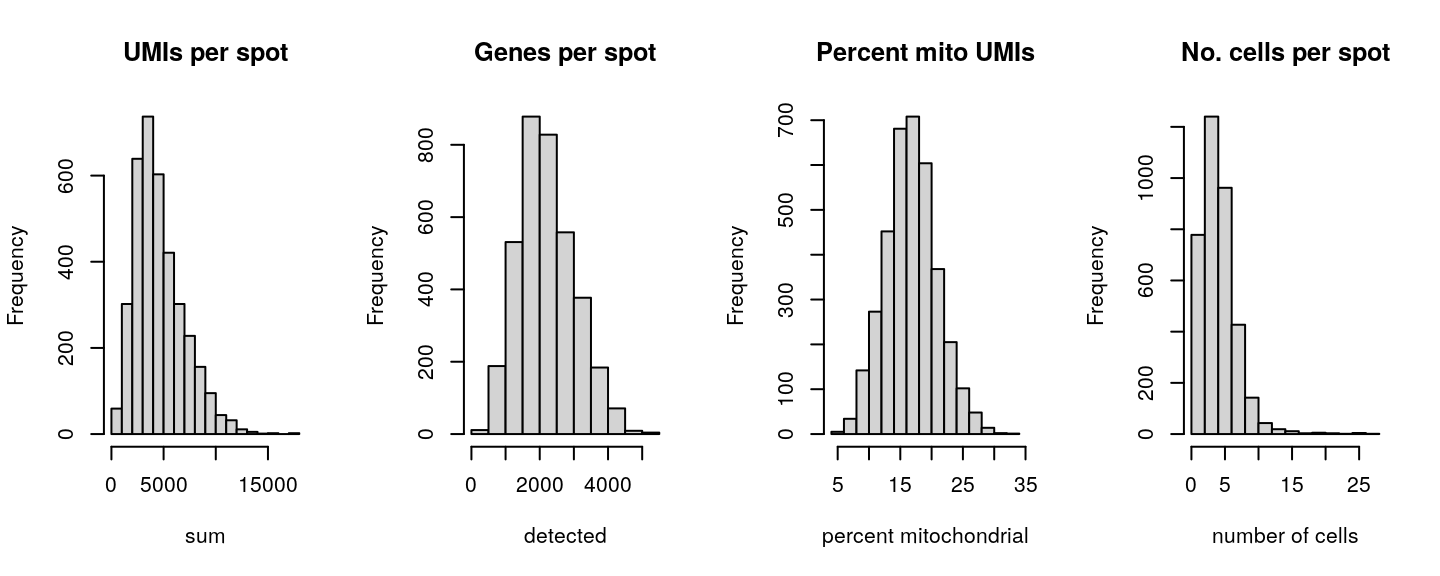 UMIs per spot
Frequency
0 200 400 600
0 5000 15000
sum
Genes per spot
Frequency
0 200 400 600 800
0 2000 4000
detected
Percent mito UMIs
Frequency
0 100 300 500 700
5 15 25 35
percent mitochondrial
No. cells per spot
Frequency
0 200 600 1000
0 5 15 25
number of cells